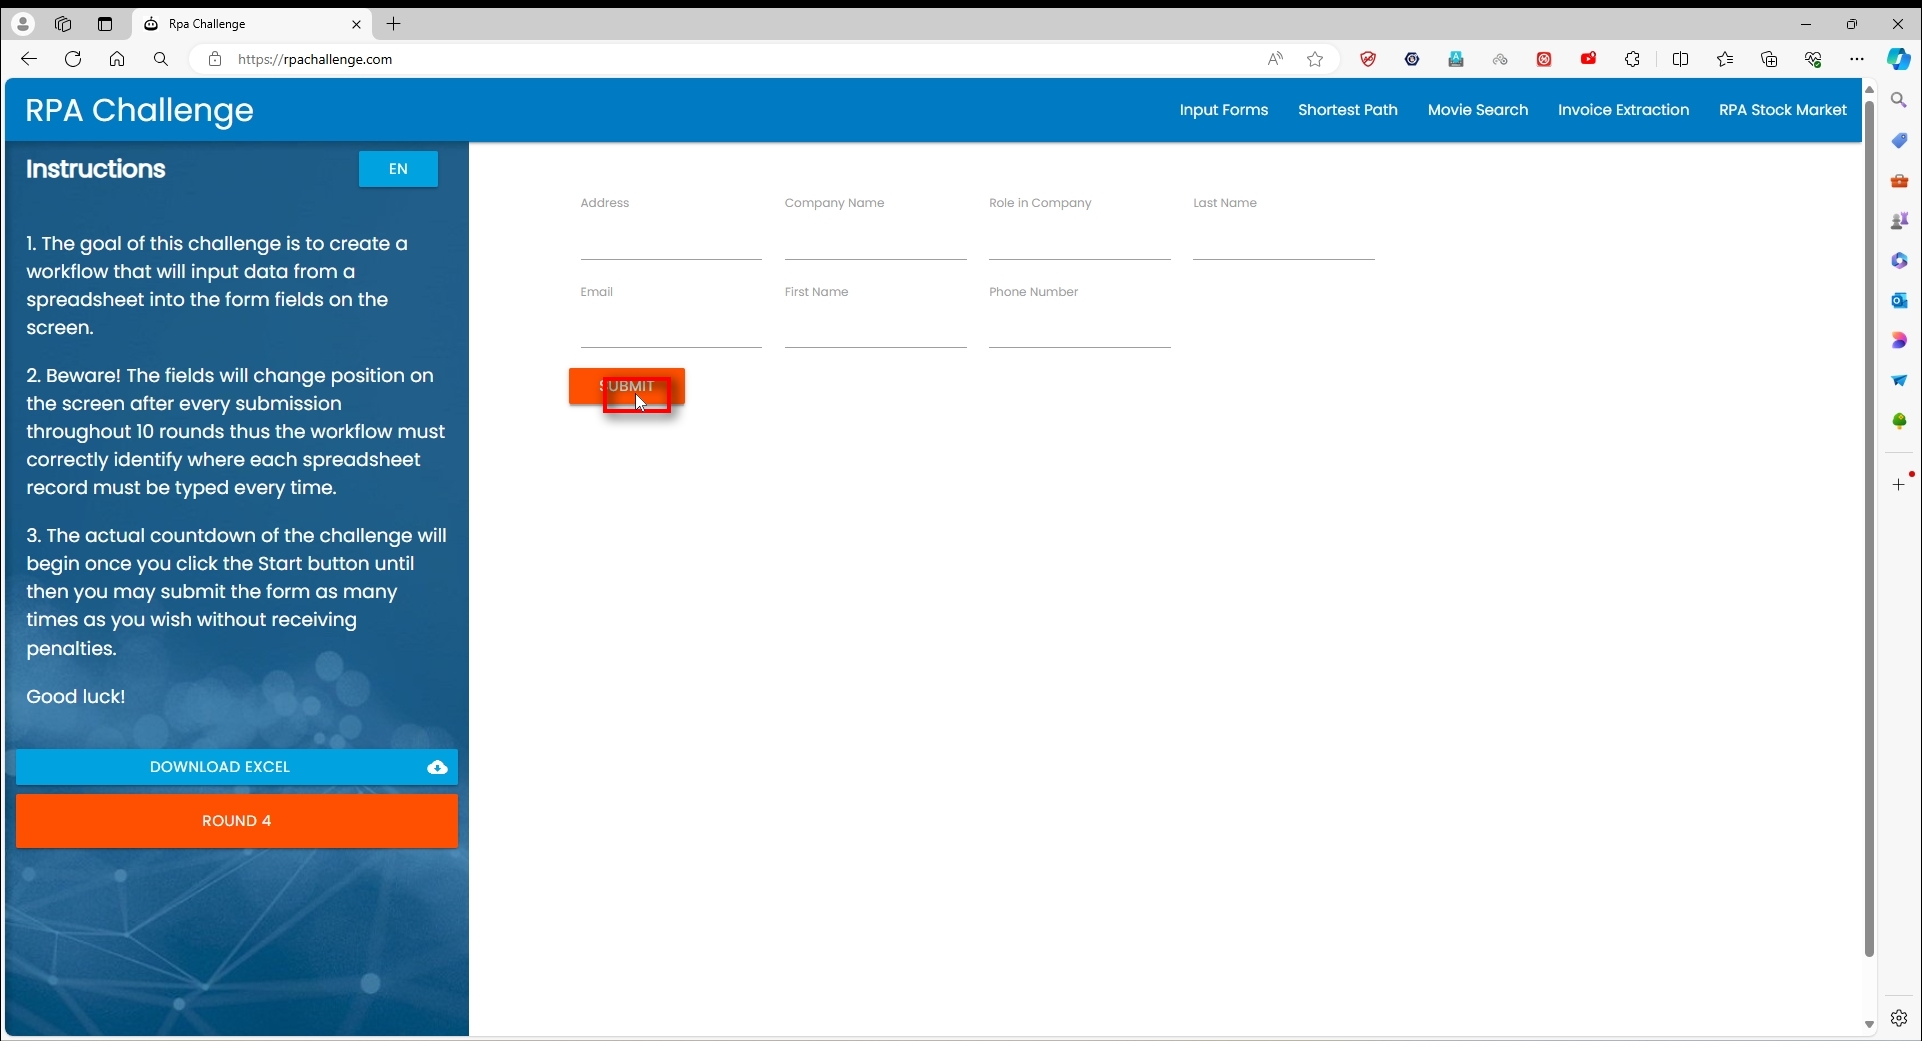 Rpa Challenge
https://rpachallenge.com
RPA Challenge
Input Forms
Shortest Path
Movie Search
Invoice Extraction
RPA Stock Market
Instructions
EN
1. The goal of this challenge is to create a
workflow that will input data from a
spreadsheet into the form fields on the
screen.
2. Beware! The fields will change position on
the screen after every submission
throughout 10 rounds thus the workflow must
correctly identify where each spreadsheet
record must be typed every time.
3. The actual countdown of the challenge will
begin once you click the Start button until
then you may submit the form as many
times as you wish without receiving
penalties.
Good luck!
DOWNLOAD EXCEL
ROUND 4
Address
Company Name
Role in Company
Last Name
Email
First Name
Phone Number
SUBMIT